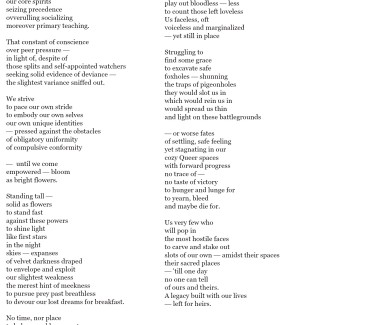 our core spirits
seizing precedence
overrulling socializing
moreover primary teaching.
That constant of conscience
over peer pressure —
in light of, despite of
those splits and self-appointed watchers
seeking solid evidence of deviance —
the slightest variance sniffed out.
We strive
to pace our own stride
to embody our own selves
our own unique identities
— pressed against the obstacles
of obligatory uniformity
of compulsive conformity
— until we come
empowered — bloom
as bright flowers.
Standing tall —
solid as flowers
to stand fast
against these powers
to shine light
like first stars
in the night
skies — expanses
of velvet darkness draped
to envelope and exploit
our slightest weakness
the merest hint of meekness
to pursue prey past breathless
to devour our lost dreams for breakfast.
No time, nor place
play out bloodless — less
to count those left loveless
Us faceless, oft
voiceless and marginalized
— yet still in place
Struggling to
find some grace
to excavate safe
foxholes — shunning
the traps of pigeonholes
they would slot us in
which would rein us in
would spread us thin
and light on these battlegrounds
— or worse fates
of settling, safe feeling
yet stagnating in our
cozy Queer spaces
with forward progress
no trace of —
no taste of victory
to hunger and lunge for
to yearn, bleed
and maybe die for.
Us very few who
will pop in
the most hostile faces
to carve and stake out
slots of our own — amidst their spaces
their sacred places
— 'til one day
no one can tell
of ours and theirs.
A legacy built with our lives
— left for heirs.